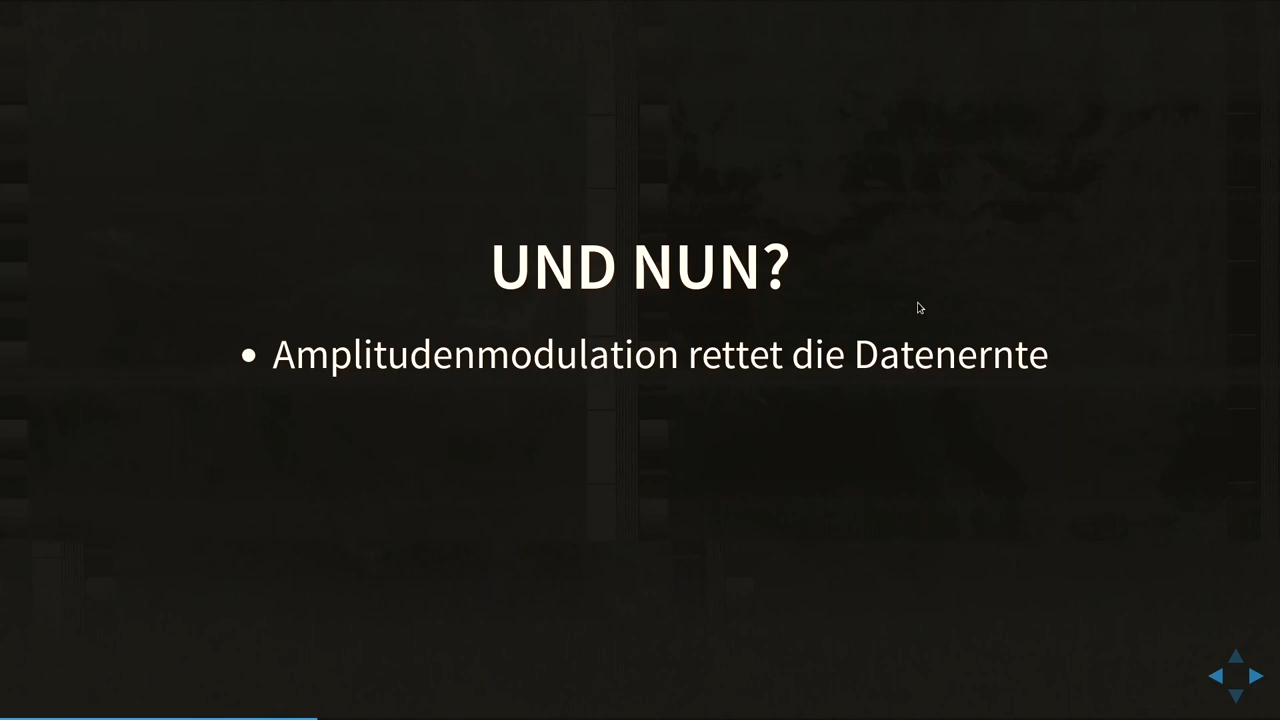 UND NUN?
• Amplitudenmodulation rettet die Datenernte